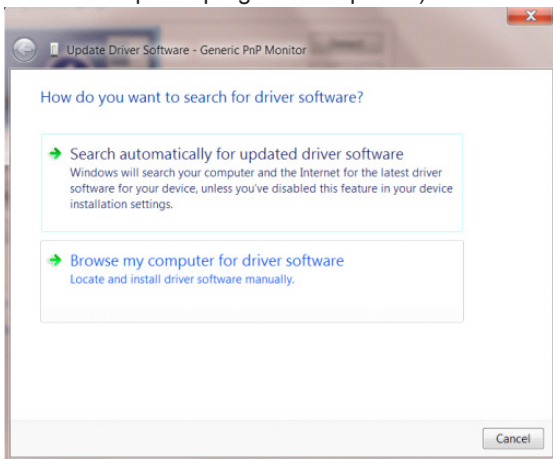 Update Driver Software - Generic PnP Monitor
How do you want to search for driver software?
Search automatically for updated driver software
Windows will search your computer and the Internet for the latest driver
software for your device, unless you've disabled this feature in your device
installation settings.
Browse my computer for driver software
Locate and install driver software manually.
Cancel